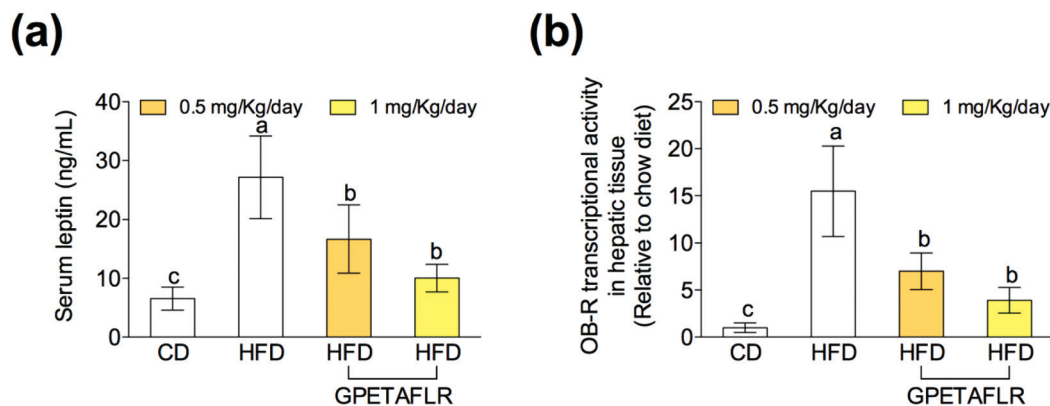 (a)
0.5 mg/Kg/day 1 mg/Kg/day
Serum leptin (ng/mL)
40
30
20
10
0
c
a
b
b
CD HFD HFD HFD
GPETAFLR
(b)
0.5 mg/Kg/day 1 mg/Kg/day
OB-R transcriptional activity
in hepatic tissue
(Relative to chow diet)
25
20
15
10
5
0
c
a
b
b
CD HFD HFD HFD
GPETAFLR